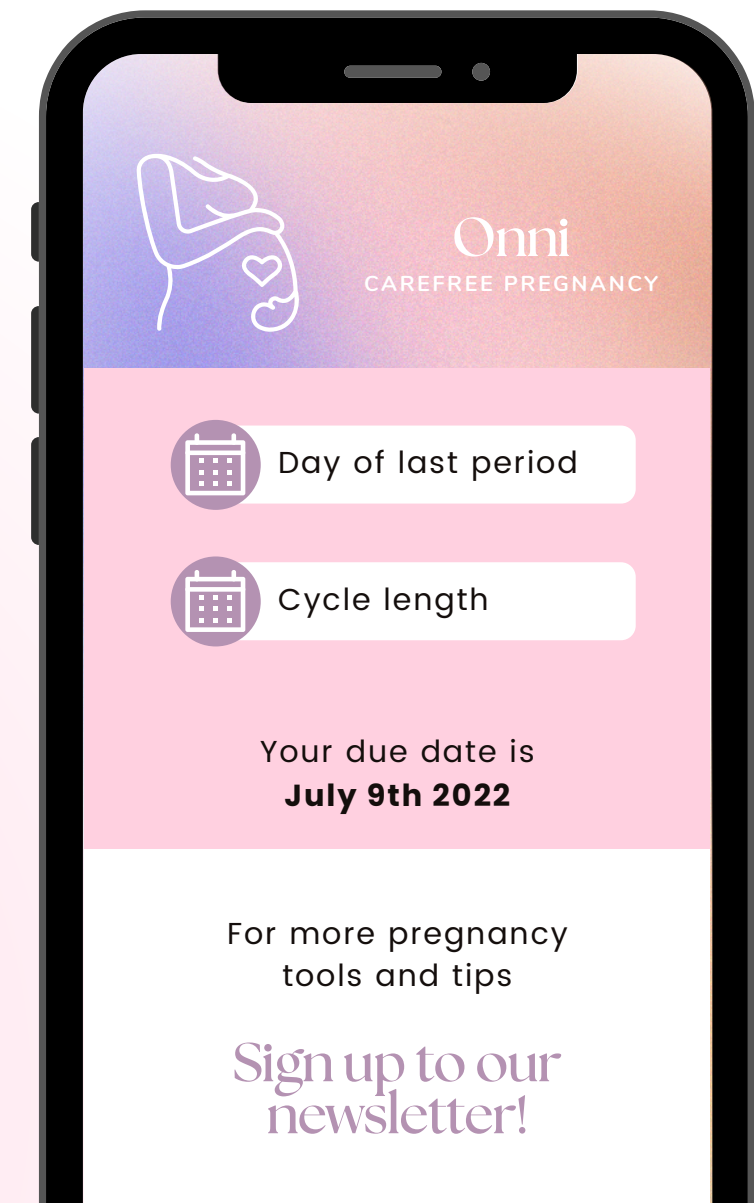 Onni
CAREFREE PREGNANCY
Day of last period
Cycle length
Your due date is
July 9th 2022
For more pregnancy
tools and tips
Sign up to our
newsletter!